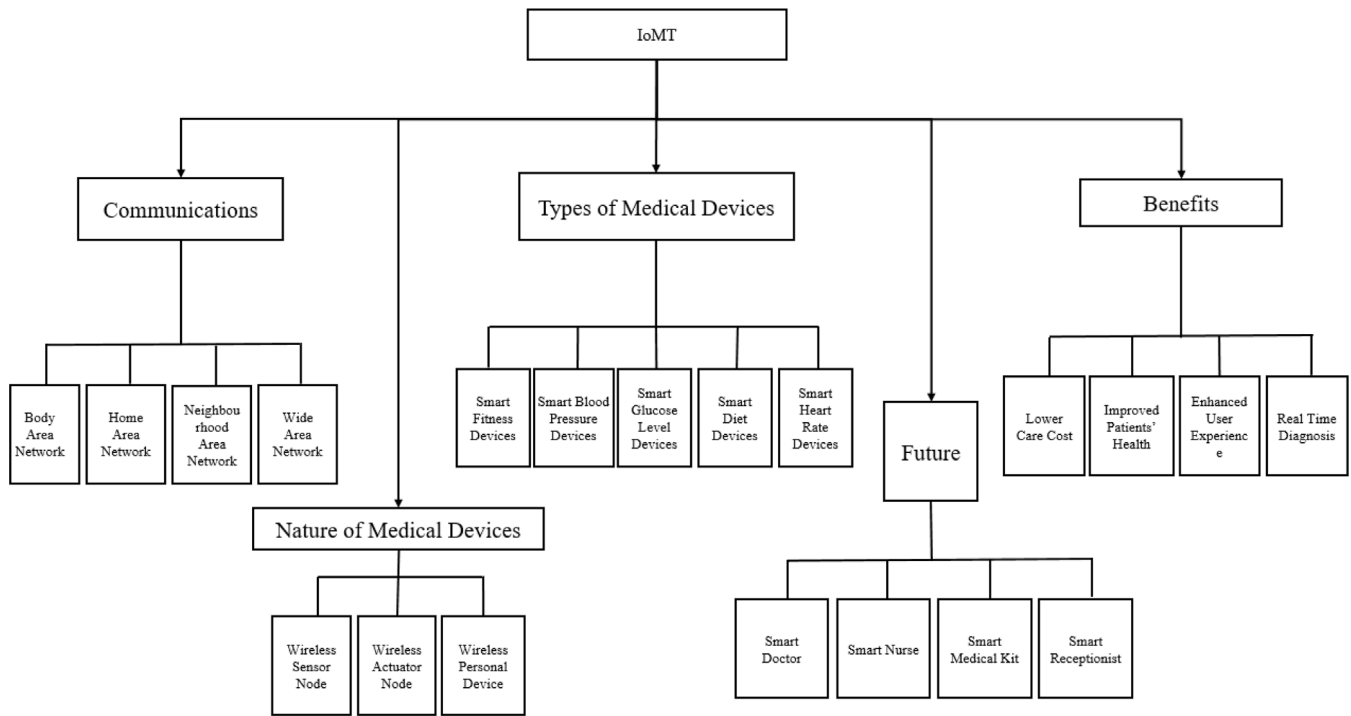 IoMT
Communications
Types of Medical Devices
Benefits
Body
Area
Network
Home
Area
Network
Neighbou
rhood
Area
Network
Wide
Area
Network
Smart
Fitness
Devices
Smart Blood
Pressure
Devices
Smart
Glucose
Level
Devices
Smart
Diet
Devices
Smart
Heart
Rate
Devices
Future
Lower
Care Cost
Improved
Patients’
Health
Enhanced
User
Experienc
e
Real Time
Diagnosis
Nature of Medical Devices
Wireless
Sensor
Node
Wireless
Actuator
Node
Wireless
Personal
Device
Smart
Doctor
Smart Nurse
Smart
Medical Kit
Smart
Receptionist